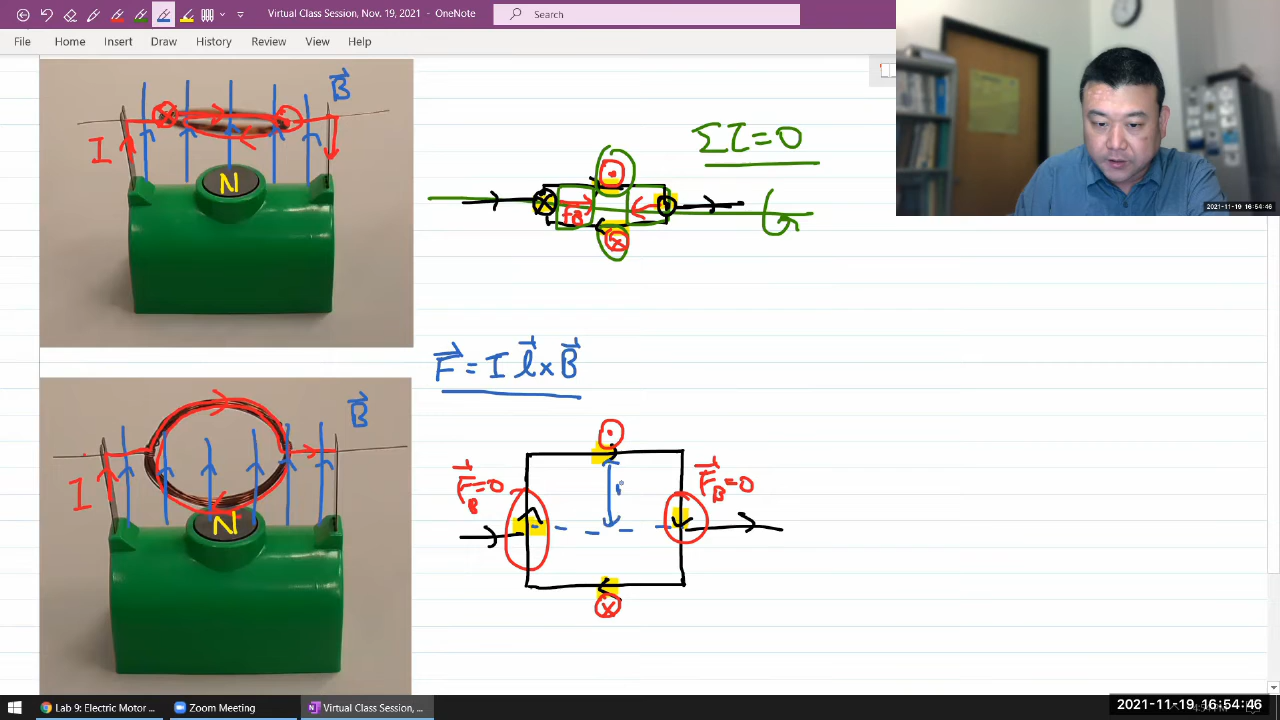 Virtual Class Session, Nov. 19, 2021 - OneNote
Search
File Home Insert Draw History Review View Help
B
I
N
Στ = 0
FB
F = I l x B
B
I
N
F_B = 0
F_B = 0
r
Lab 9: Electric Motor ...
Zoom Meeting
Virtual Class Session, ...
2021-11-19 16:54:46
2021-11-19 16:54:46